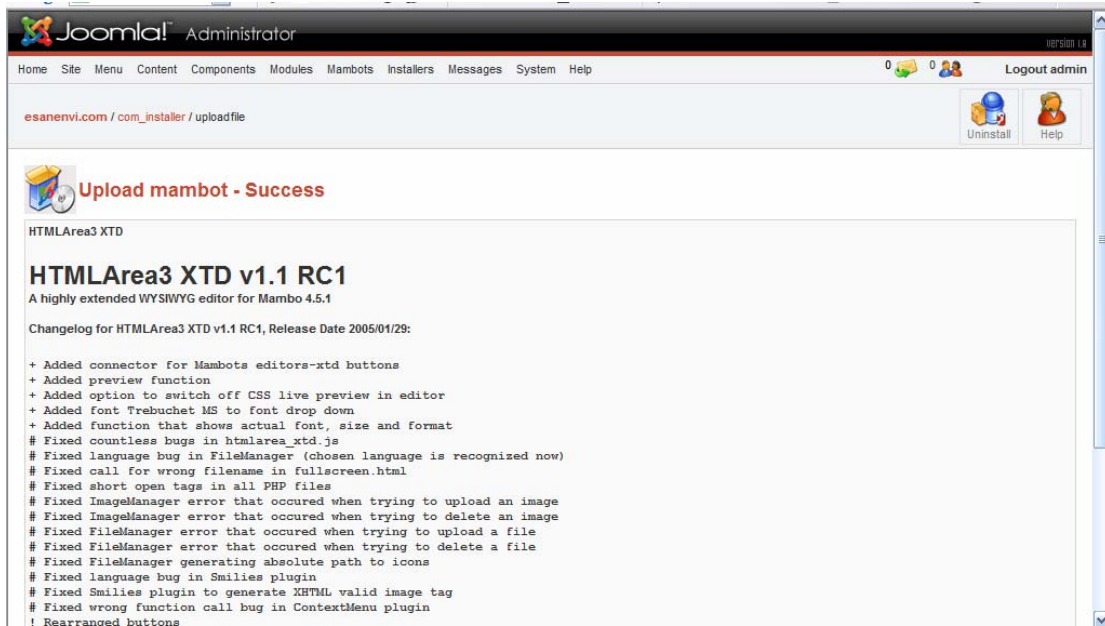 Joomla!™ Administrator
version 1.0
Home Site Menu Content Components Modules Mambots Installers Messages System Help 0 0 Logout admin
esanenvi.com / com_installer / uploadfile
Uninstall Help
Upload mambot - Success
HTMLArea3 XTD
HTMLArea3 XTD v1.1 RC1
A highly extended WYSIWYG editor for Mambo 4.5.1
Changelog for HTMLArea3 XTD v1.1 RC1, Release Date 2005/01/29:
+ Added connector for Mambots editors-xtd buttons
+ Added preview function
+ Added option to switch off CSS live preview in editor
+ Added font Trebuchet MS to font drop down
+ Added function that shows actual font, size and format
# Fixed countless bugs in htmlarea_xtd.js
# Fixed language bug in FileManager (chosen language is recognized now)
# Fixed call for wrong filename in fullscreen.html
# Fixed short open tags in all PHP files
# Fixed ImageManager error that occured when trying to upload an image
# Fixed ImageManager error that occured when trying to delete an image
# Fixed FileManager error that occured when trying to upload a file
# Fixed FileManager error that occured when trying to delete a file
# Fixed FileManager generating absolute path to icons
# Fixed language bug in Smilies plugin
# Fixed Smilies plugin to generate XHTML valid image tag
# Fixed wrong function call bug in ContextMenu plugin
! Rearranged buttons